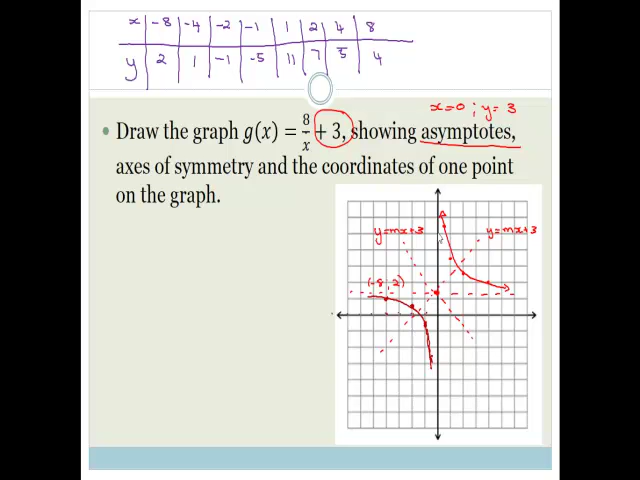 x -8 -4 -2 -1 1 2 4 8
y 2 1 -1 -5 11 7 5 4
x=0 ; y= 3
• Draw the graph g(x) = 8/x + 3, showing asymptotes,
axes of symmetry and the coordinates of one point
on the graph.
y=mx+3 y=mx+3
(-8, 2)